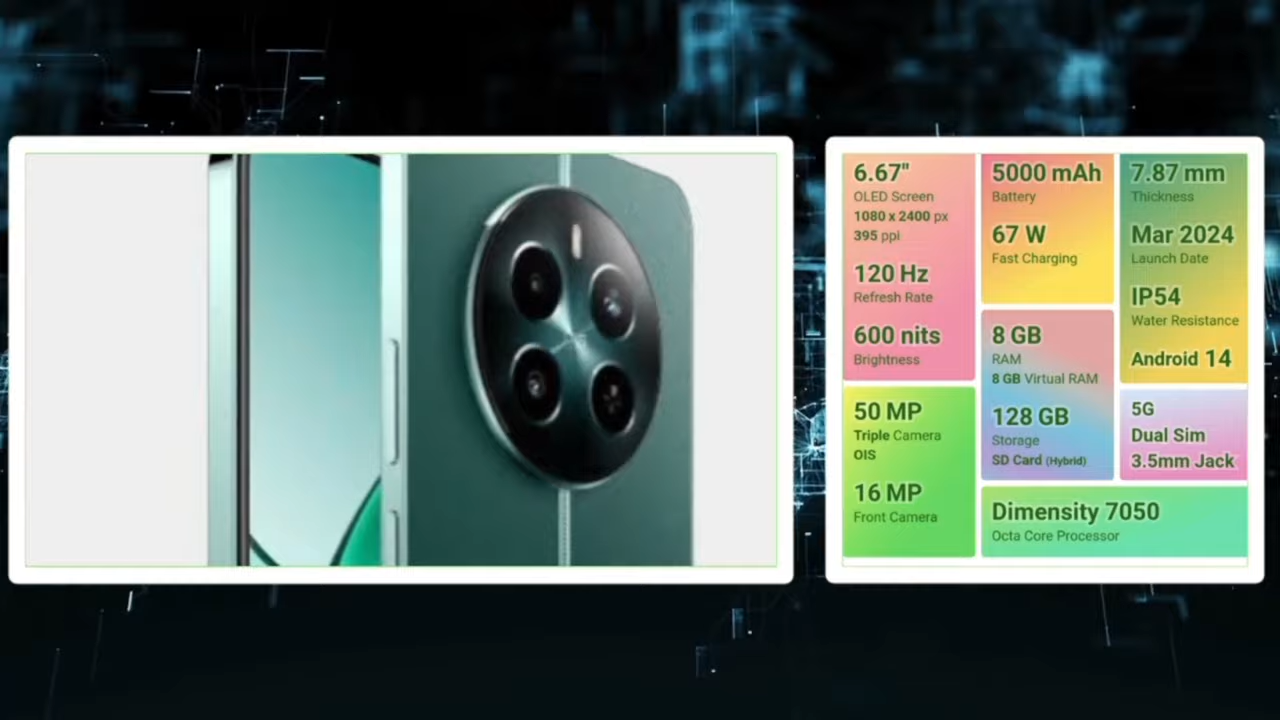 6.67"
OLED Screen
1080 x 2400 px
395 ppi
120 Hz
Refresh Rate
600 nits
Brightness
50 MP
Triple Camera
OIS
16 MP
Front Camera
5000 mAh
Battery
67 W
Fast Charging
8 GB
RAM
8 GB Virtual RAM
128 GB
Storage
SD Card (Hybrid)
7.87 mm
Thickness
Mar 2024
Launch Date
IP54
Water Resistance
Android 14
5G
Dual Sim
3.5mm Jack
Dimensity 7050
Octa Core Processor